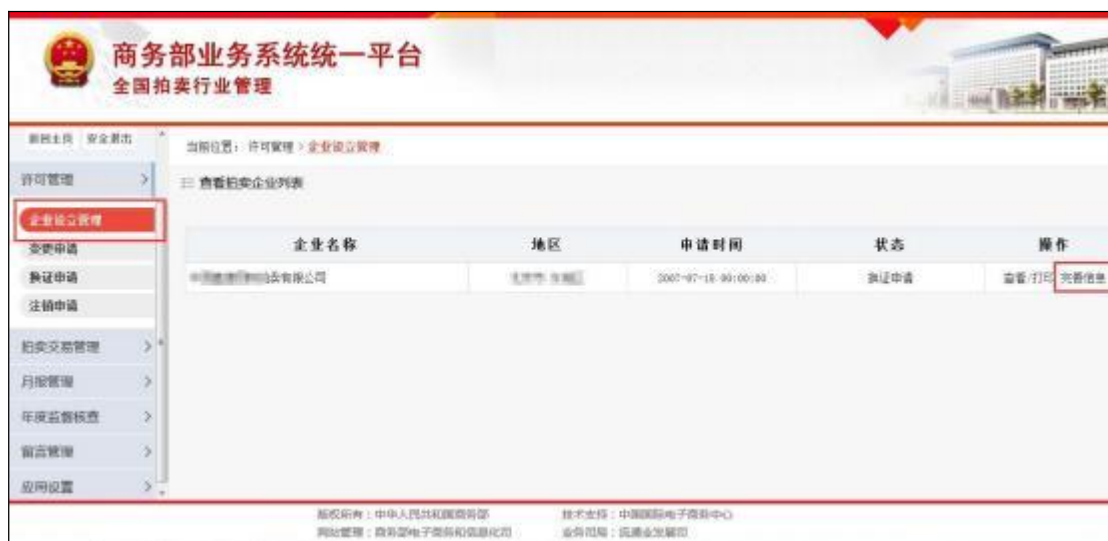 商务部业务系统统一平台
全国拍卖行业管理
返回主页 安全退出
当前位置：许可管理 > 企业设立管理
许可管理
查看拍卖企业列表
企业设立管理
变更申请
换证申请
注销申请
企业名称 地区 申请时间 状态 操作
拍卖有限公司 2007-07-18 00:00:00 换证申请 查看/打印 完善信息
拍卖交易管理
月报管理
年度监督核查
留言管理
应用设置
版权所有：中华人民共和国商务部 技术支持：中国国际电子商务中心
网站管理：商务部电子商务和信息化司 业务司局：流通业发展司